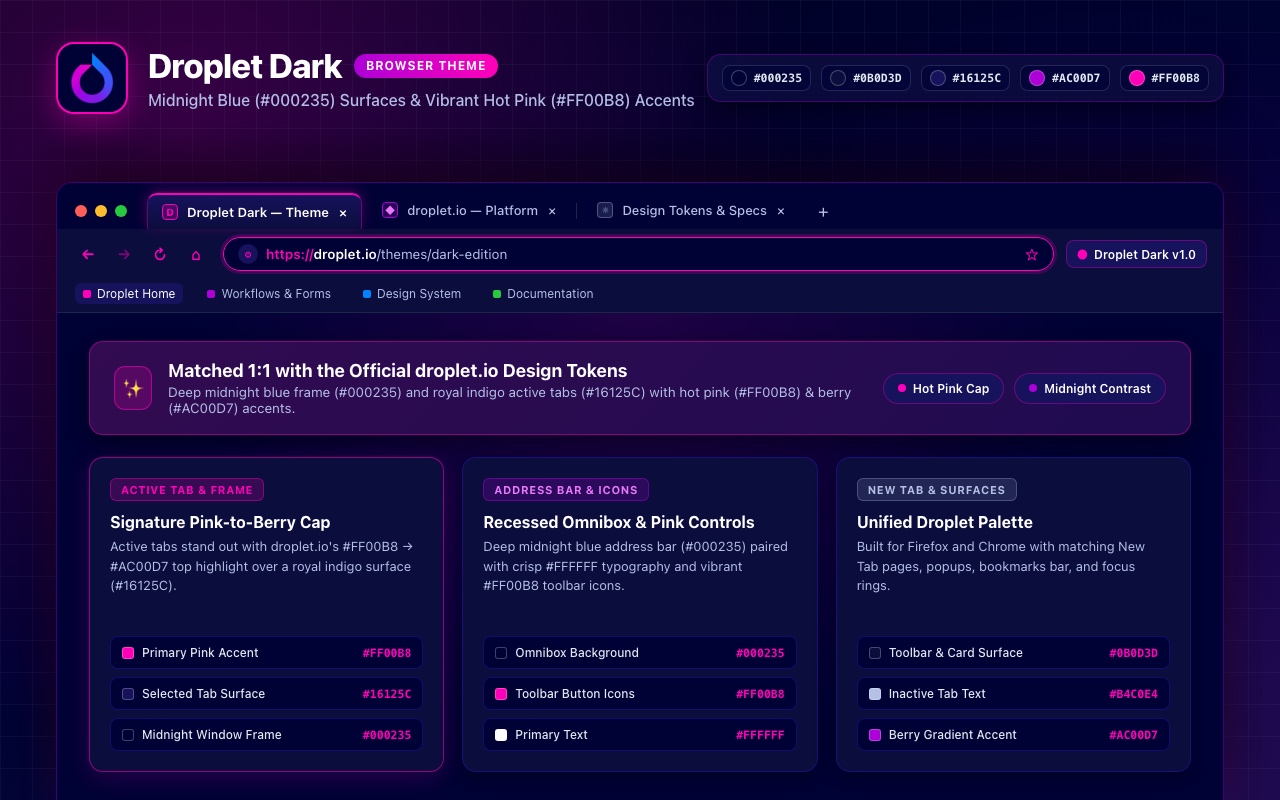 Droplet Dark BROWSER THEME
Midnight Blue (#000235) Surfaces & Vibrant Hot Pink (#FF00B8) Accents
#000235 #0B0D3D #16125C #AC00D7 #FF00B8
D Droplet Dark — Theme × droplet.io — Platform × Design Tokens & Specs × +
https://droplet.io/themes/dark-edition
Droplet Dark v1.0
Droplet Home Workflows & Forms Design System Documentation
Matched 1:1 with the Official droplet.io Design Tokens
Deep midnight blue frame (#000235) and royal indigo active tabs (#16125C) with hot pink (#FF00B8) & berry
(#AC00D7) accents.
Hot Pink Cap Midnight Contrast
ACTIVE TAB & FRAME
Signature Pink-to-Berry Cap
Active tabs stand out with droplet.io's #FF00B8 →
#AC00D7 top highlight over a royal indigo surface
(#16125C).
Primary Pink Accent #FF00B8
Selected Tab Surface #16125C
Midnight Window Frame #000235
ADDRESS BAR & ICONS
Recessed Omnibox & Pink Controls
Deep midnight blue address bar (#000235) paired
with crisp #FFFFFF typography and vibrant
#FF00B8 toolbar icons.
Omnibox Background #000235
Toolbar Button Icons #FF00B8
Primary Text #FFFFFF
NEW TAB & SURFACES
Unified Droplet Palette
Built for Firefox and Chrome with matching New
Tab pages, popups, bookmarks bar, and focus
rings.
Toolbar & Card Surface #0B0D3D
Inactive Tab Text #B4C0E4
Berry Gradient Accent #AC00D7